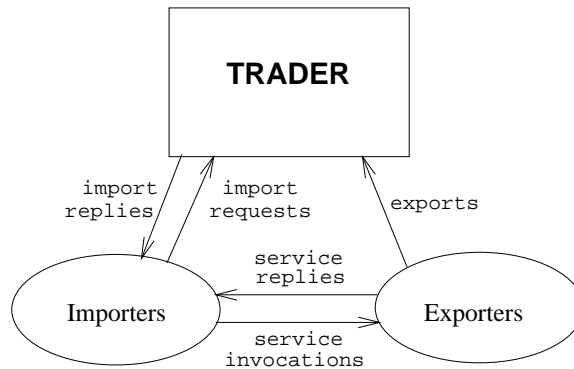 TRADER
import
replies
import
requests
exports
service
replies
Importers
Exporters
service
invocations